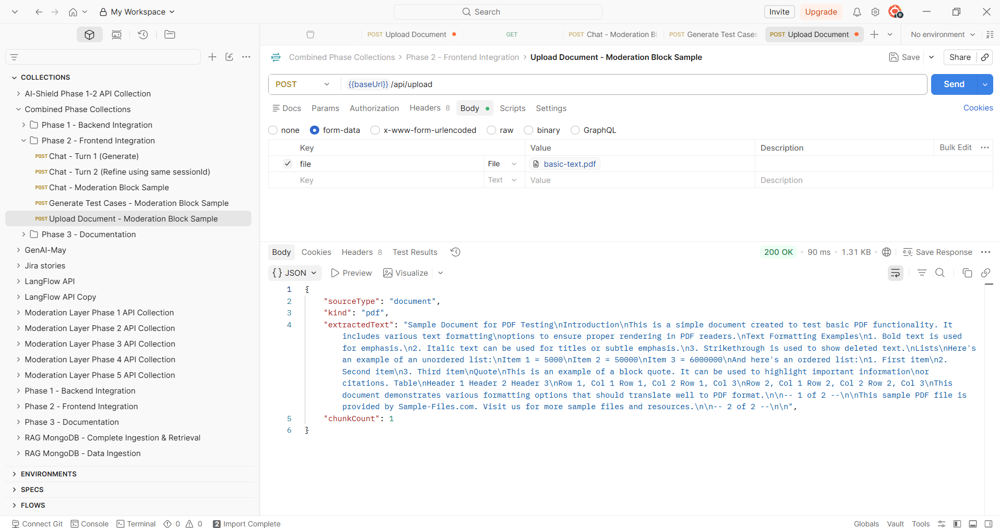 My Workspace
Search
Invite
Upgrade
POST Upload Document
GET
POST Chat - Moderation Bl
POST Generate Test Cases
POST Upload Document
No environment
HTTP Combined Phase Collections > Phase 2 - Frontend Integration > Upload Document - Moderation Block Sample
Save
Share
COLLECTIONS
AI-Shield Phase 1-2 API Collection
Combined Phase Collections
Phase 1 - Backend Integration
Phase 2 - Frontend Integration
POST Chat - Turn 1 (Generate)
POST Chat - Turn 2 (Refine using same sessionId)
POST Chat - Moderation Block Sample
POST Generate Test Cases - Moderation Block Sample
POST Upload Document - Moderation Block Sample
Phase 3 - Documentation
GenAI-May
Jira stories
LangFlow API
LangFlow API Copy
Moderation Layer Phase 1 API Collection
Moderation Layer Phase 2 API Collection
Moderation Layer Phase 3 API Collection
Moderation Layer Phase 4 API Collection
Moderation Layer Phase 5 API Collection
Phase 1 - Backend Integration
Phase 2 - Frontend Integration
Phase 3 - Documentation
RAG MongoDB - Complete Ingestion & Retrieval
RAG MongoDB - Data Ingestion
ENVIRONMENTS
SPECS
FLOWS
POST {{baseUrl}} /api/upload
Send
Docs Params Authorization Headers 8 Body Scripts Settings
Cookies
none form-data x-www-form-urlencoded raw binary GraphQL
Key Value Description Bulk Edit
file File basic-text.pdf
Key Text Value Description
Body Cookies Headers 8 Test Results
200 OK 90 ms 1.31 KB e.g. Save Response
{} JSON Preview Visualize
1 {
2 "sourceType": "document",
3 "kind": "pdf",
4 "extractedText": "Sample Document for PDF Testing\nIntroduction\nThis is a simple document created to test basic PDF functionality. It
includes various text formatting\noptions to ensure proper rendering in PDF readers.\nText Formatting Examples\n1. Bold text is used
for emphasis.\n2. Italic text can be used for titles or subtle emphasis.\n3. Strikethrough is used to show deleted text.\nLists\nHere's
an example of an unordered list:\nItem 1 = 5000\nItem 2 = 50000\nItem 3 = 6000000\nAnd here's an ordered list:\n1. First item\n2.
Second item\n3. Third item\nQuote\nThis is an example of a block quote. It can be used to highlight important information\nor
citations. Table\nHeader 1 Header 2 Header 3\nRow 1, Col 1 Row 1, Col 2 Row 1, Col 3\nRow 2, Col 1 Row 2, Col 2 Row 2, Col 3\nThis
document demonstrates various formatting options that should translate well to PDF format.\n\n-- 1 of 2 --\n\nThis sample PDF file is
provided by Sample-Files.com. Visit us for more sample files and resources.\n\n-- 2 of 2 --\n\n",
5 "chunkCount": 1
6 }
Connect Git Console Terminal 0 0 2 Import Complete
Globals Vault Tools